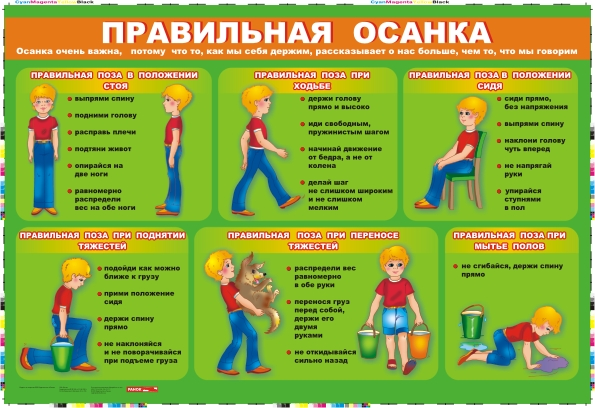 CyanMagentaYellowBlack
CyanMagentaYellowBlack
ПРАВИЛЬНАЯ ОСАНКА
Осанка очень важна, потому что то, как мы себя держим, рассказывает о нас больше, чем то, что мы говорим
ПРАВИЛЬНАЯ ПОЗА В ПОЛОЖЕНИИ
СТОЯ
выпрями спину
подними голову
расправь плечи
подтяни живот
опирайся на
две ноги
равномерно
распредели
вес на обе ноги
ПРАВИЛЬНАЯ ПОЗА ПРИ
ХОДЬБЕ
держи голову
прямо и высоко
иди свободным,
пружинистым шагом
начинай движение
от бедра, а не от
колена
делай шаг
не слишком широким
и не слишком
мелким
ПРАВИЛЬНАЯ ПОЗА В ПОЛОЖЕНИИ
СИДЯ
сиди прямо,
без напряжения
выпрями спину
наклони голову
чуть вперед
не напрягай
руки
упирайся
ступнями
в пол
ПРАВИЛЬНАЯ ПОЗА ПРИ ПОДНЯТИИ
ТЯЖЕСТЕЙ
подойди как можно
ближе к грузу
прими положение
сидя
держи спину
прямо
не наклоняйся
и не поворачивайся
при подъеме груза
ПРАВИЛЬНАЯ ПОЗА ПРИ ПЕРЕНОСЕ
ТЯЖЕСТЕЙ
распредели вес
равномерно
в обе руки
перенося груз
перед собой,
держи его
двумя
руками
не откидывайся
сильно назад
ПРАВИЛЬНАЯ ПОЗА ПРИ
МЫТЬЕ ПОЛОВ
не сгибайся, держи спину
прямо